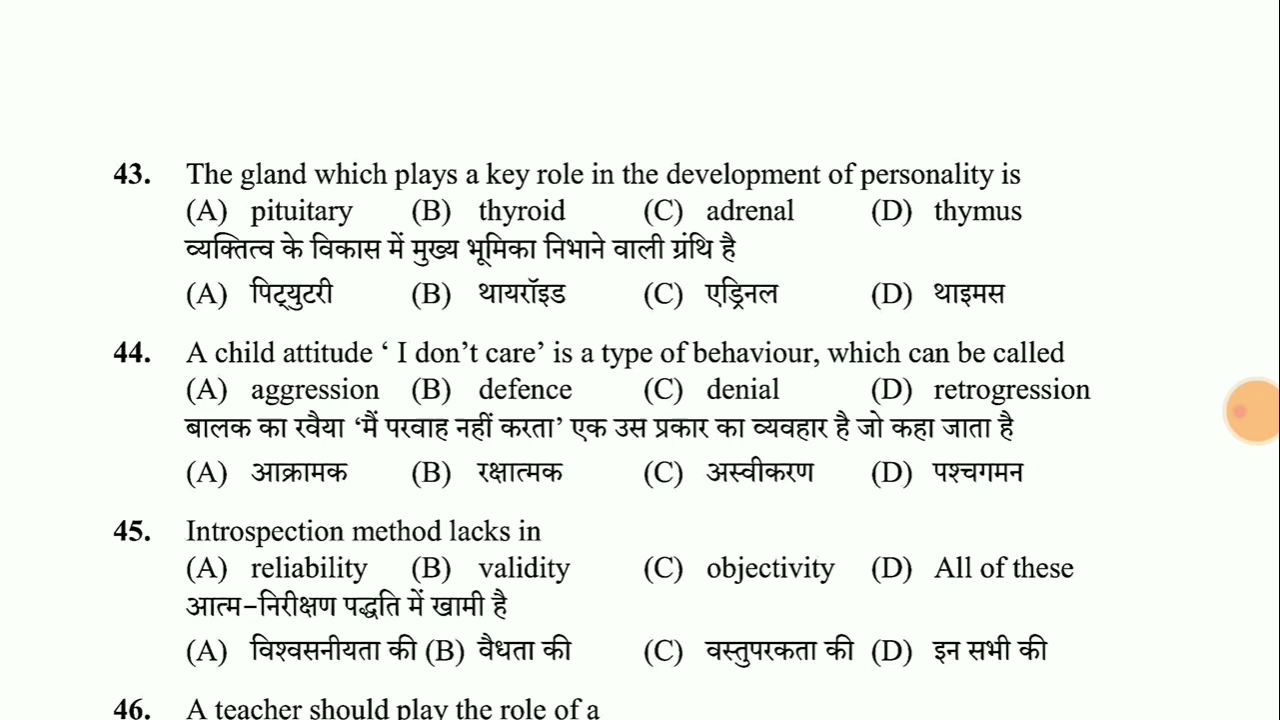 43. The gland which plays a key role in the development of personality is
(A) pituitary (B) thyroid (C) adrenal (D) thymus
व्यक्तित्व के विकास में मुख्य भूमिका निभाने वाली ग्रंथि है
(A) पिट्युटरी (B) थायरॉइड (C) एड्रिनल (D) थाइमस
44. A child attitude ‘ I don’t care’ is a type of behaviour, which can be called
(A) aggression (B) defence (C) denial (D) retrogression
बालक का रवैया ‘मैं परवाह नहीं करता’ एक उस प्रकार का व्यवहार है जो कहा जाता है
(A) आक्रामक (B) रक्षात्मक (C) अस्वीकरण (D) पश्चगमन
45. Introspection method lacks in
(A) reliability (B) validity (C) objectivity (D) All of these
आत्म-निरीक्षण पद्धति में खामी है
(A) विश्वसनीयता की (B) वैधता की (C) वस्तुपरकता की (D) इन सभी की
46. A teacher should play the role of a